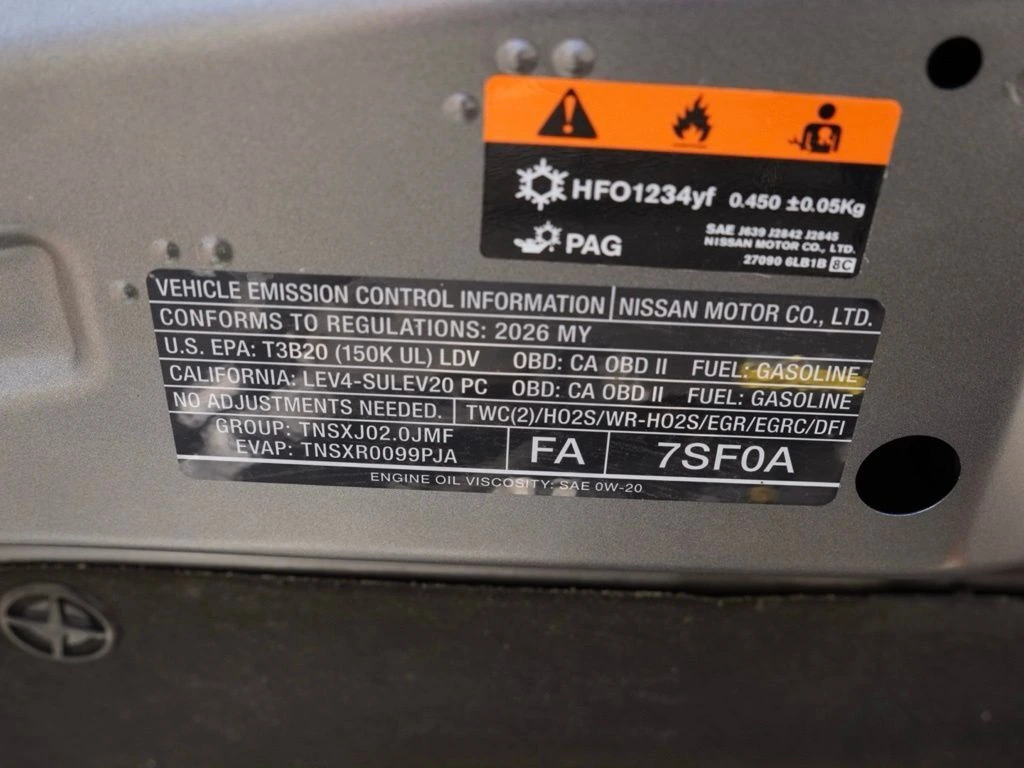 HFO1234yf 0.450 ±0.05Kg
PAG
SAE J639 J2842 J2845
NISSAN MOTOR CO., LTD.
27090 6LB1B 8C
VEHICLE EMISSION CONTROL INFORMATION NISSAN MOTOR CO., LTD.
CONFORMS TO REGULATIONS: 2026 MY
U.S. EPA: T3B20 (150K UL) LDV OBD: CA OBD II FUEL: GASOLINE
CALIFORNIA: LEV4-SULEV20 PC OBD: CA OBD II FUEL: GASOLINE
NO ADJUSTMENTS NEEDED. TWC(2)/HO2S/WR-HO2S/EGR/EGRC/DFI
GROUP: TNSXJ02.0JMF
EVAP: TNSXR0099PJA
FA 7SF0A
ENGINE OIL VISCOSITY: SAE 0W-20